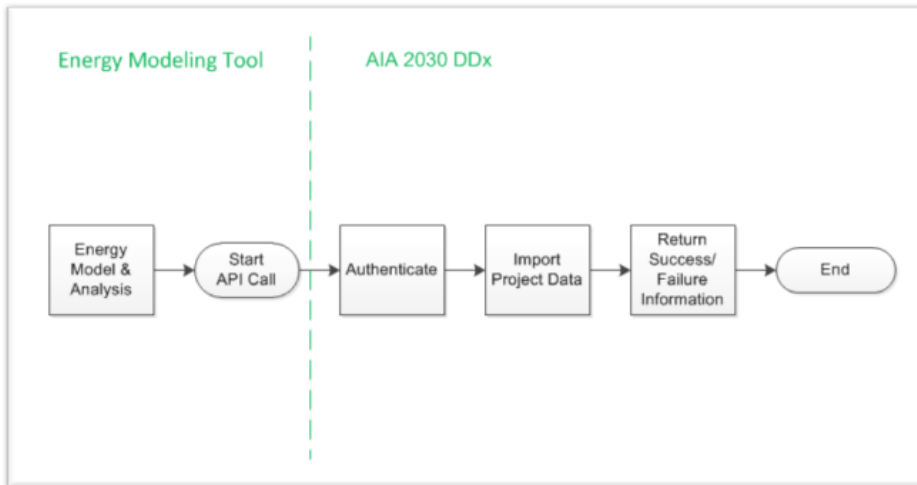 Energy Modeling Tool
AIA 2030 DDx
Energy
Model &
Analysis
Start
API Call
Authenticate
Import
Project Data
Return
Success/
Failure
Information
End